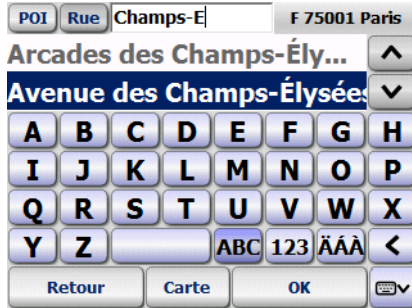 POI Rue Champs-E F 75001 Paris
Arcades des Champs-Ély...
Avenue des Champs-Élysées
A B C D E F G H
I J K L M N O P
Q R S T U V W X
Y Z ABC 123 ÄÁÀ <
Retour Carte OK